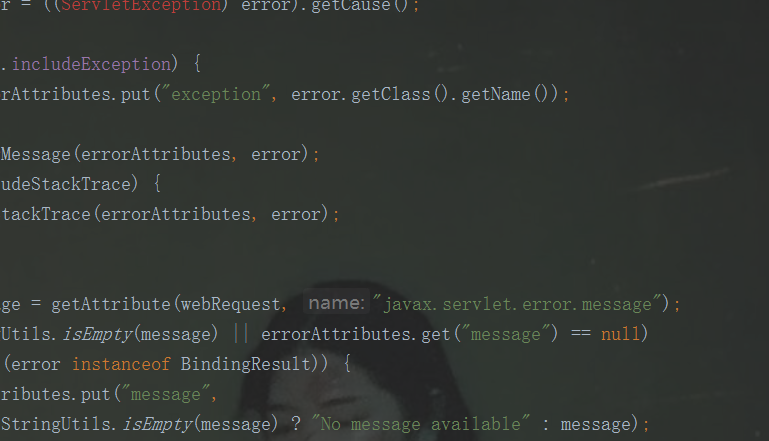 r = ((ServletException) error).getCause();
.includeException) {
rAttributes.put("exception", error.getClass().getName());
Message(errorAttributes, error);
udeStackTrace) {
tackTrace(errorAttributes, error);
ge = getAttribute(webRequest, name: "javax.servlet.error.message");
Utils.isEmpty(message) || errorAttributes.get("message") == null)
(error instanceof BindingResult)) {
ributes.put("message",
StringUtils.isEmpty(message) ? "No message available" : message);